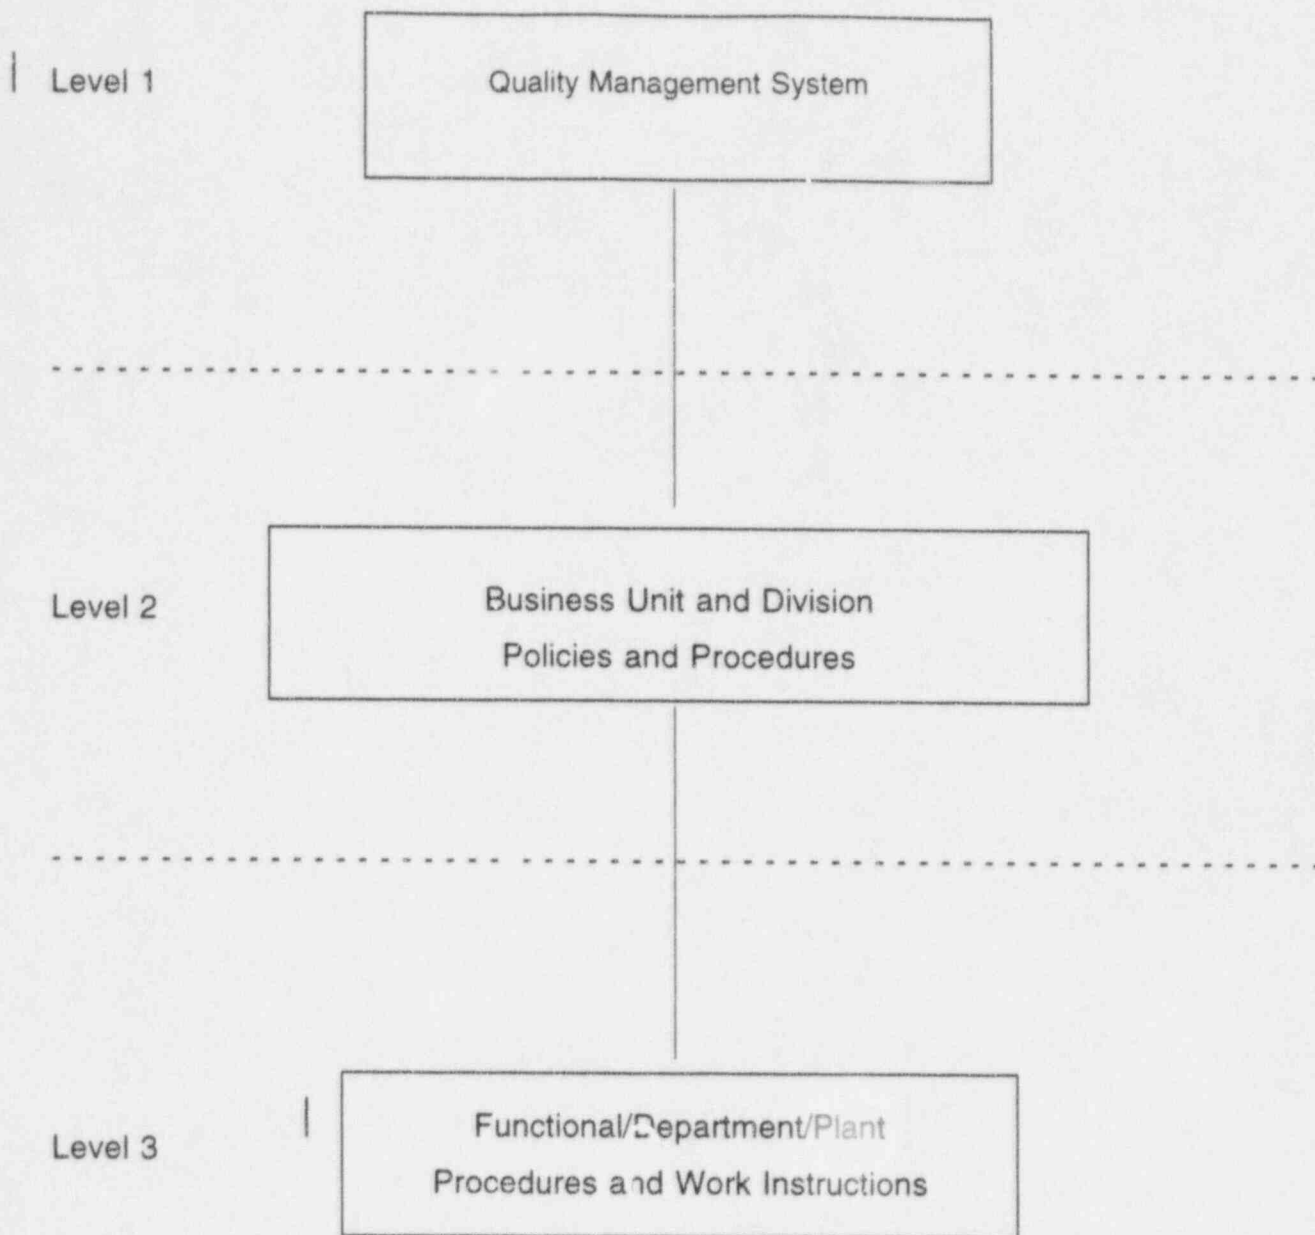 Level 1
Quality Management System
Level 2
Business Unit and Division
Policies and Procedures
Level 3
Functional/Department/Plant
Procedures and Work Instructions